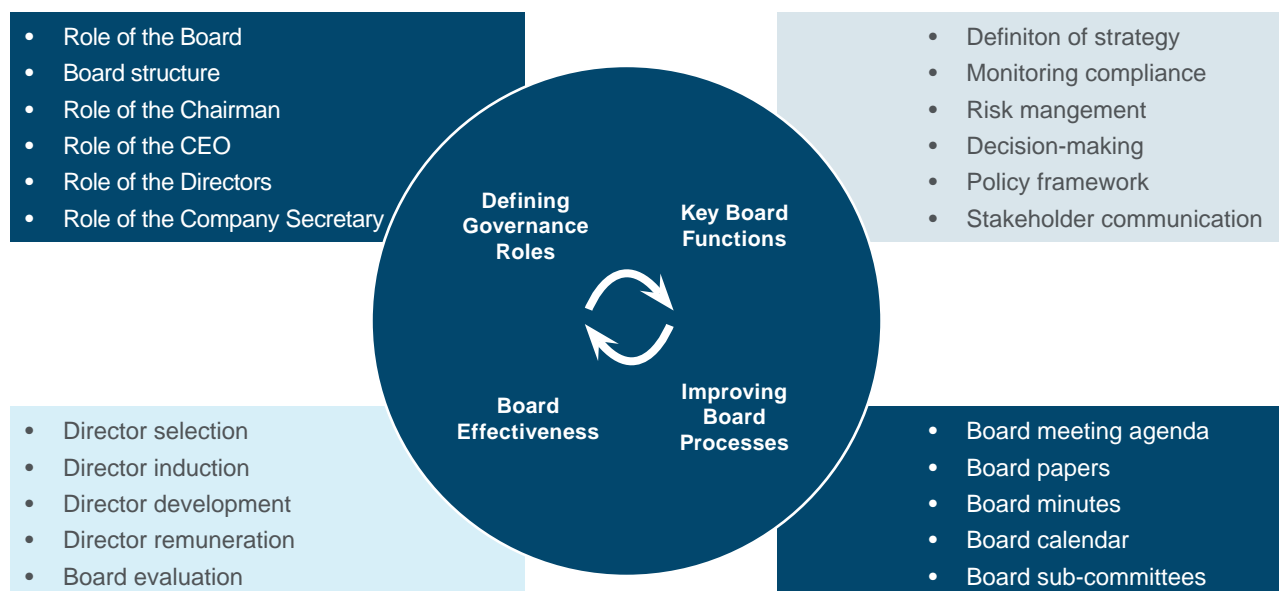 • Role of the Board
• Board structure
• Role of the Chairman
• Role of the CEO
• Role of the Directors
• Role of the Company Secretary
• Definiton of strategy
• Monitoring compliance
• Risk mangement
• Decision-making
• Policy framework
• Stakeholder communication
Defining
Governance
Roles
Key Board
Functions
Board
Effectiveness
Improving
Board
Processes
• Director selection
• Director induction
• Director development
• Director remuneration
• Board evaluation
• Board meeting agenda
• Board papers
• Board minutes
• Board calendar
• Board sub-committees